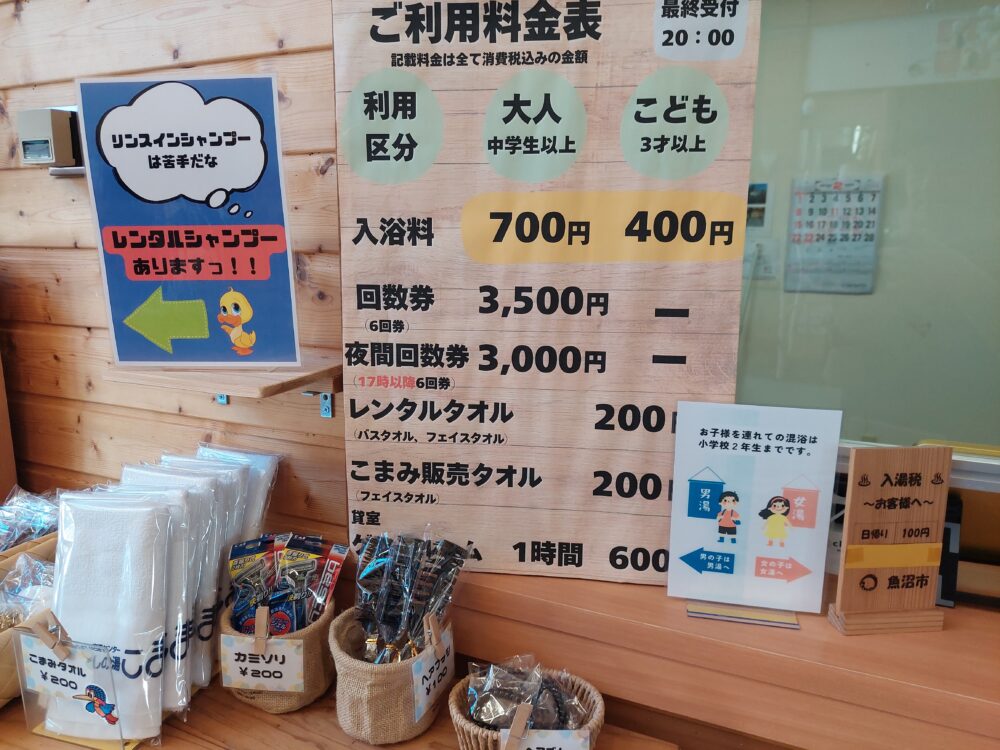 ご利用料金表
記載料金は全て消費税込みの金額
最終受付
20:00
利用
区分
大人
中学生以上
こども
3才以上
入浴料 700円 400円
回数券 3,500円 ー
(6回券)
夜間回数券 3,000円 ー
(17時以降6回券)
レンタルタオル 200
(バスタオル、フェイスタオル)
こまみ販売タオル 200
(フェイスタオル)
貸室
1時間 600
リンスインシャンプー
は苦手だな
レンタルシャンプー
ありますっ！！
お子様を連れての混浴は
小学校２年生までです。
男湯
女湯
男の子は
男湯へ
女の子は
女湯へ
♨ 入湯税 ♨
～お客様へ～
日帰り 100円
魚沼市
こまみタオル
¥200
カミソリ
¥200
ヘアブラシ
¥100